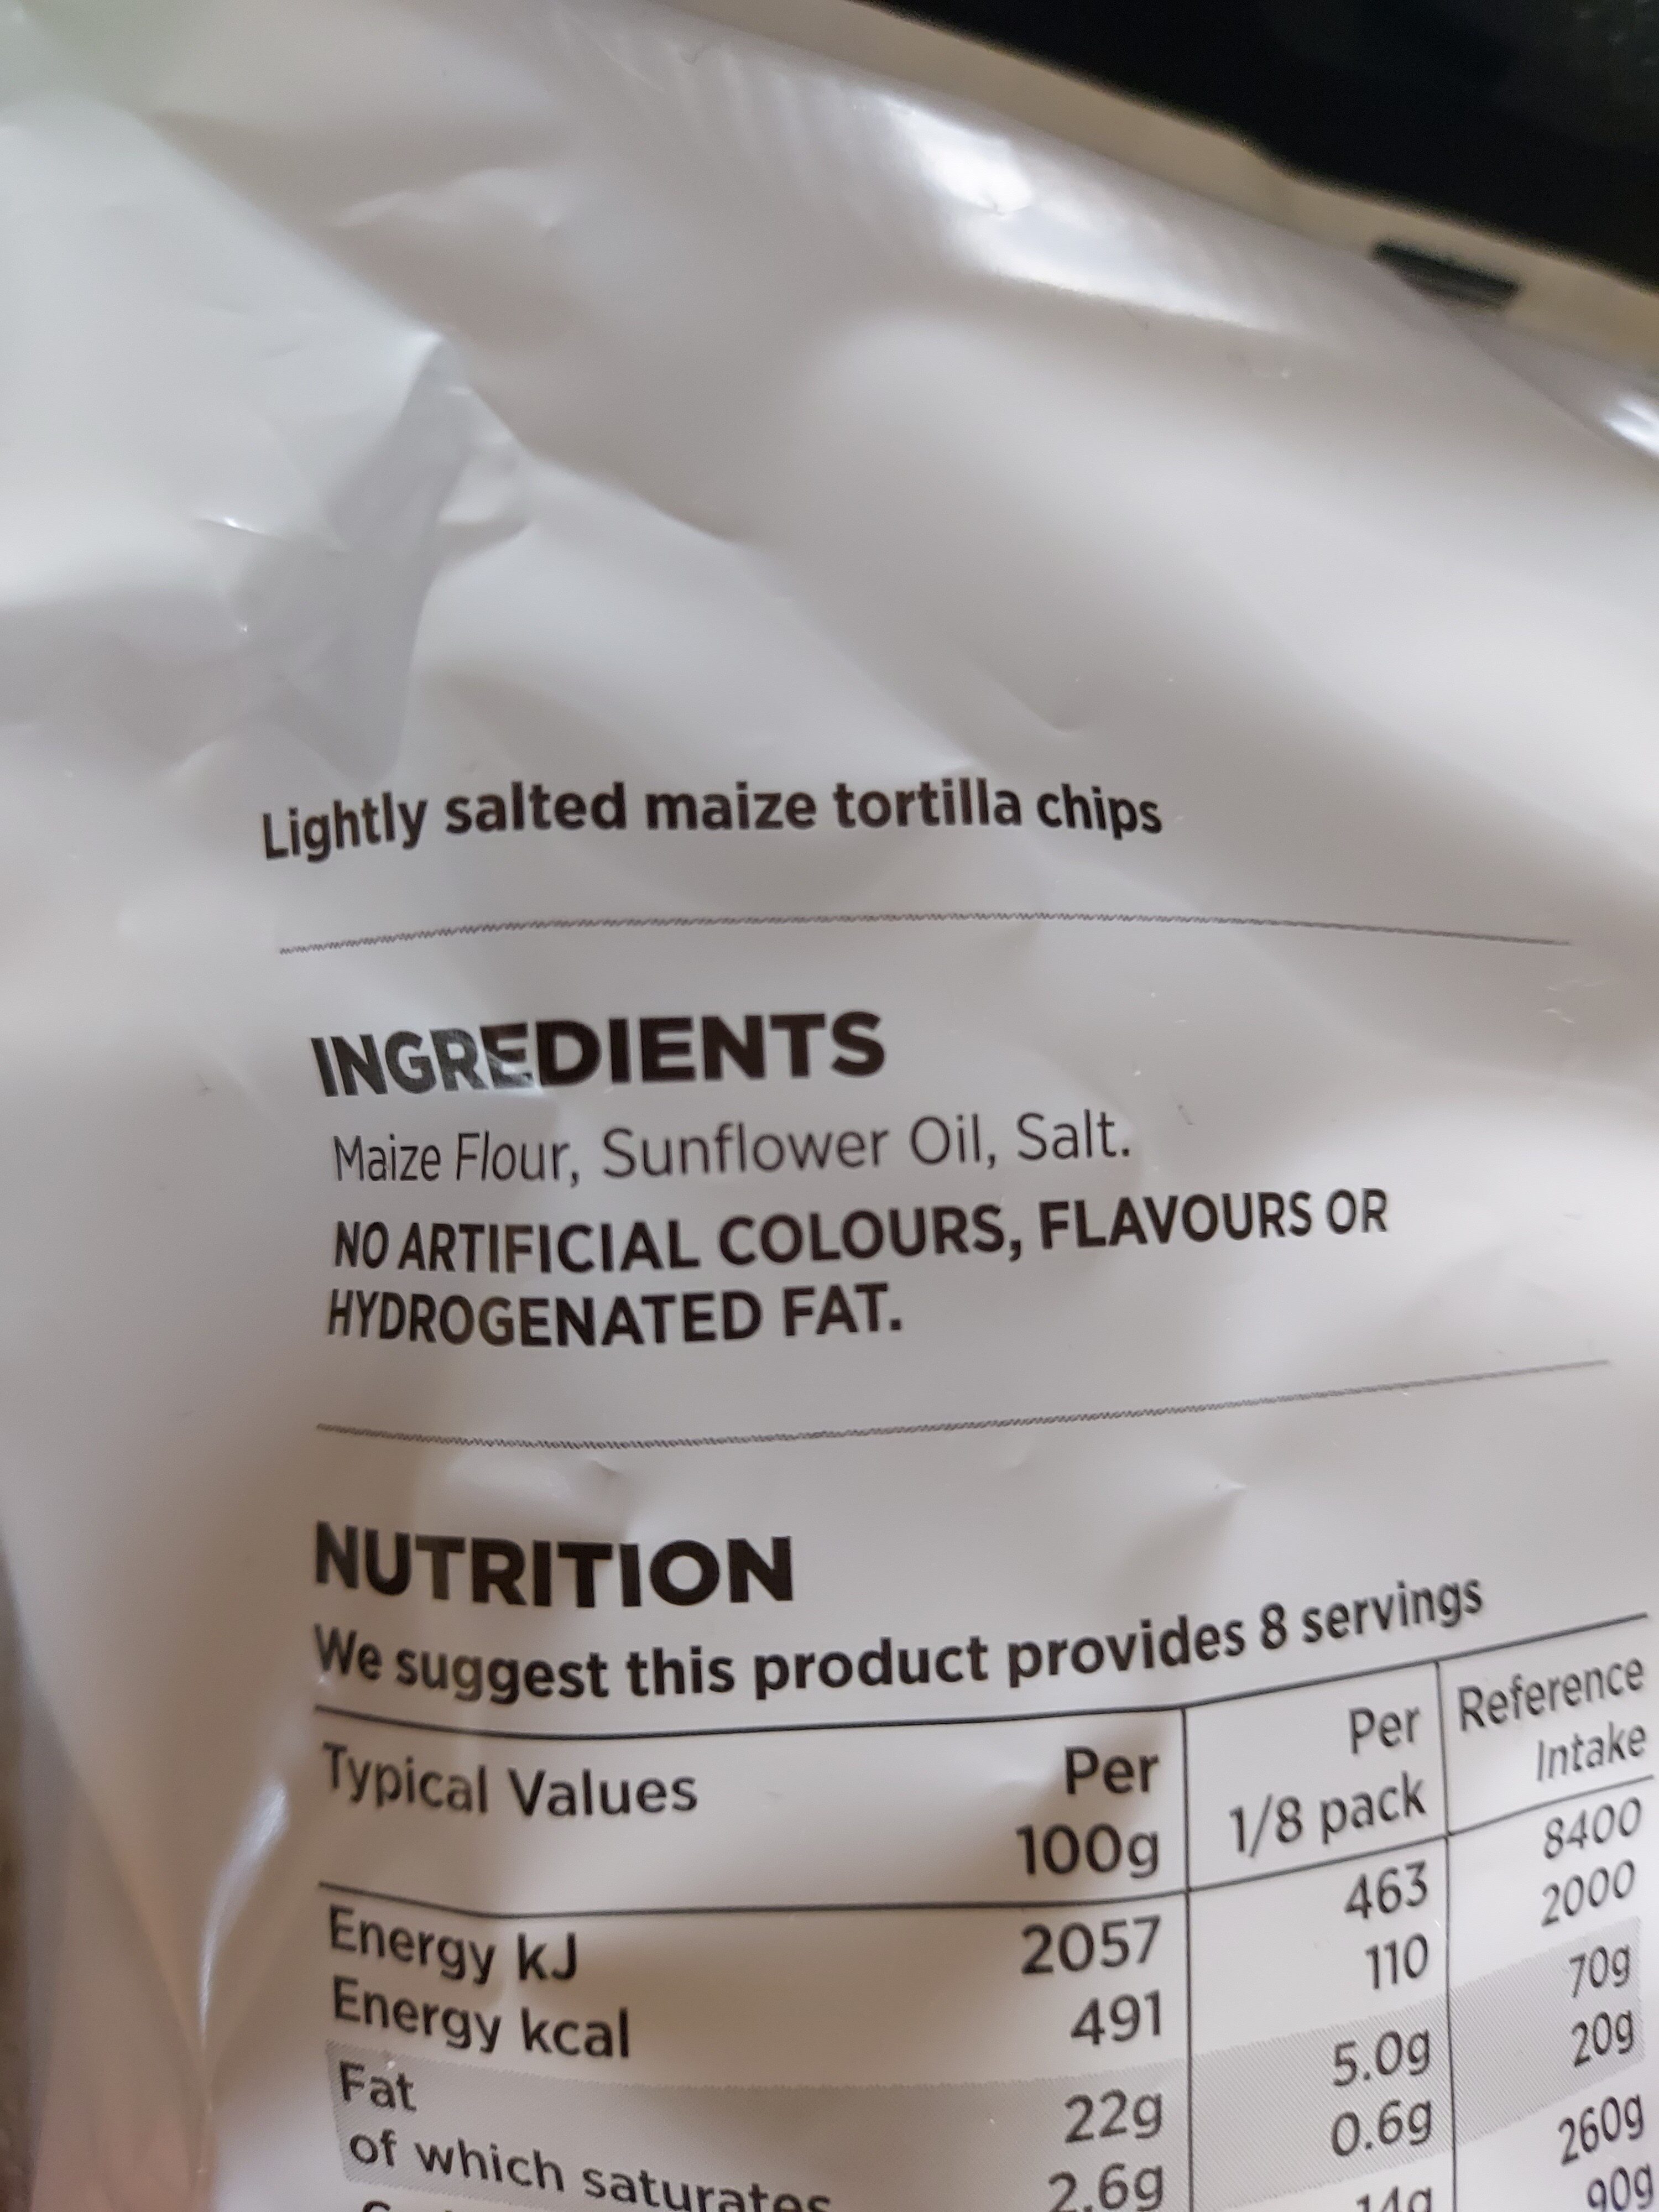 Lightly salted maize tortilla chips
INGREDIENTS
Maize Flour, Sunflower Oil, Salt.
NO ARTIFICIAL COLOURS, FLAVOURS OR
HYDROGENATED FAT.
NUTRITION
We suggest this product provides 8 servings
Typical Values Per 100g Per 1/8 pack Reference Intake
Energy kJ 2057 463 8400
Energy kcal 491 110 2000
Fat 22g 5.0g 70g
of which saturates 2.6g 0.6g 20g
14g 260g
90g